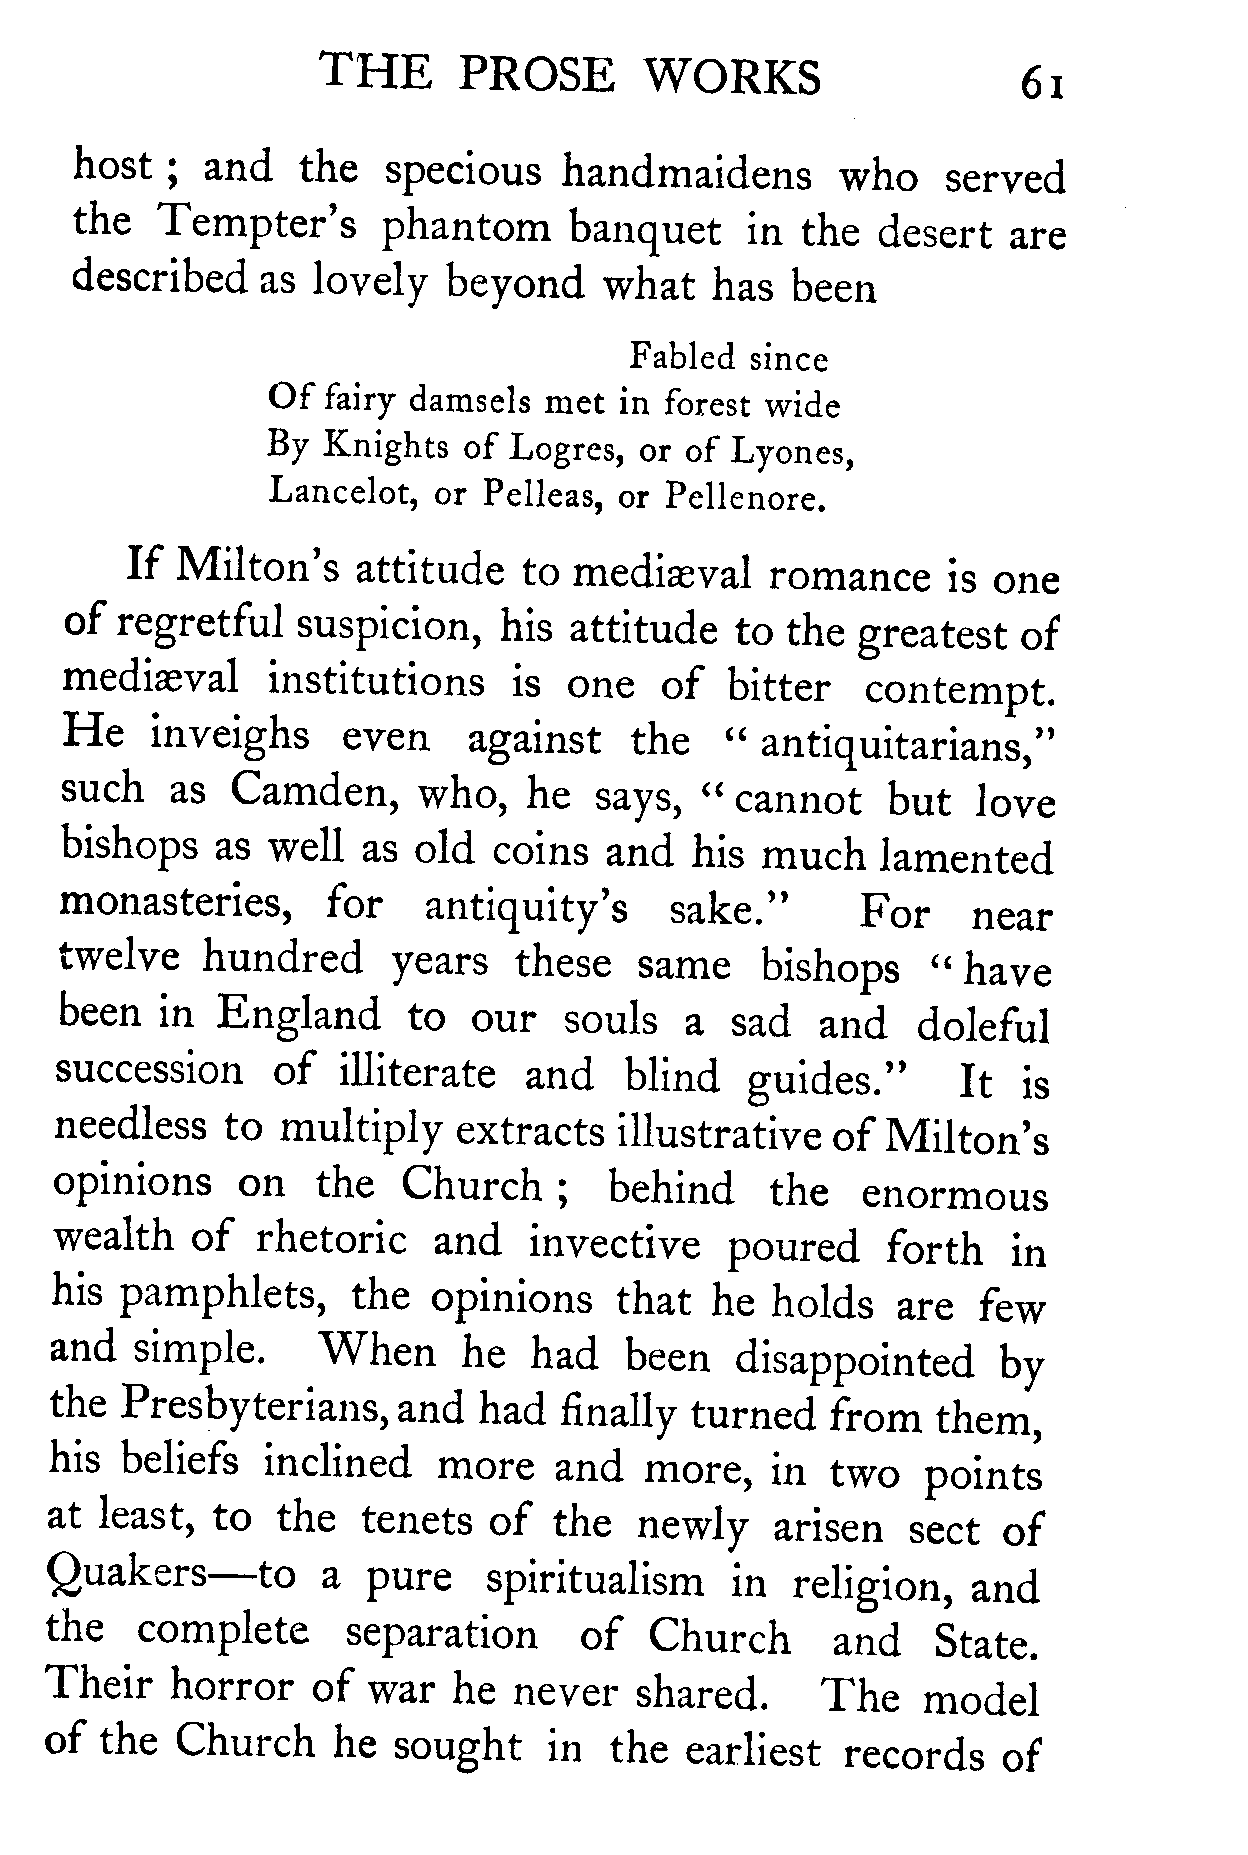 THE PROSE WORKS 61
host ; and the specious handmaidens who served
the Tempter's phantom banquet in the desert are
described as lovely beyond what has been
Fabled since
Of fairy damsels met in forest wide
By Knights of Logres, or of Lyones,
Lancelot, or Pelleas, or Pellenore.
If Milton's attitude to mediæval romance is one
of regretful suspicion, his attitude to the greatest of
mediæval institutions is one of bitter contempt.
He inveighs even against the " antiquitarians,"
such as Camden, who, he says, " cannot but love
bishops as well as old coins and his much lamented
monasteries, for antiquity's sake." For near
twelve hundred years these same bishops " have
been in England to our souls a sad and doleful
succession of illiterate and blind guides." It is
needless to multiply extracts illustrative of Milton's
opinions on the Church ; behind the enormous
wealth of rhetoric and invective poured forth in
his pamphlets, the opinions that he holds are few
and simple. When he had been disappointed by
the Presbyterians, and had finally turned from them,
his beliefs inclined more and more, in two points
at least, to the tenets of the newly arisen sect of
Quakers—to a pure spiritualism in religion, and
the complete separation of Church and State.
Their horror of war he never shared. The model
of the Church he sought in the earliest records of